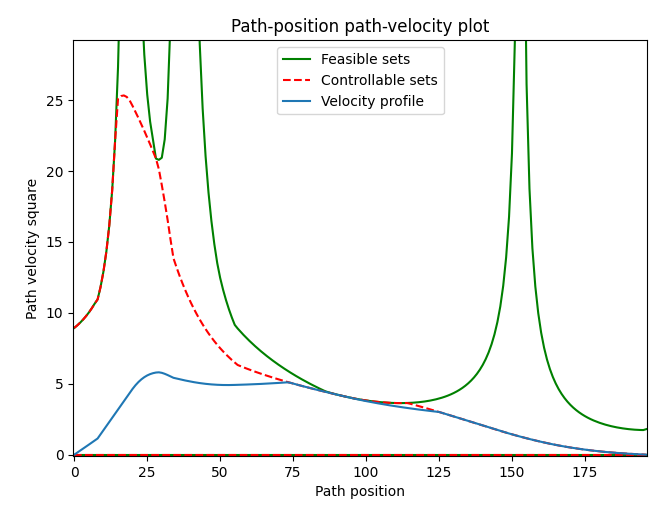 Path-position path-velocity plot
Feasible sets
Controllable sets
Velocity profile
Path velocity square
25
20
15
10
5
0
0 25 50 75 100 125 150 175
Path position